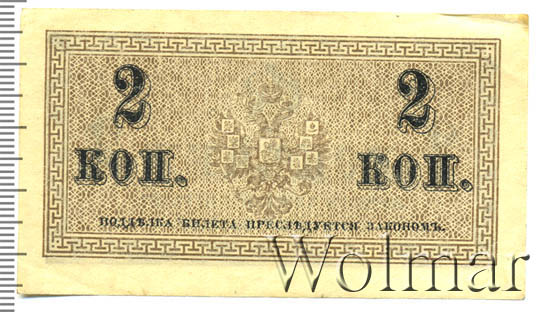 2 2
КОП. КОП.
ПОДДѢЛКА БИЛЕТА ПРЕСЛѢДУЕТСЯ ЗАКОНОМЪ.
Wolmar